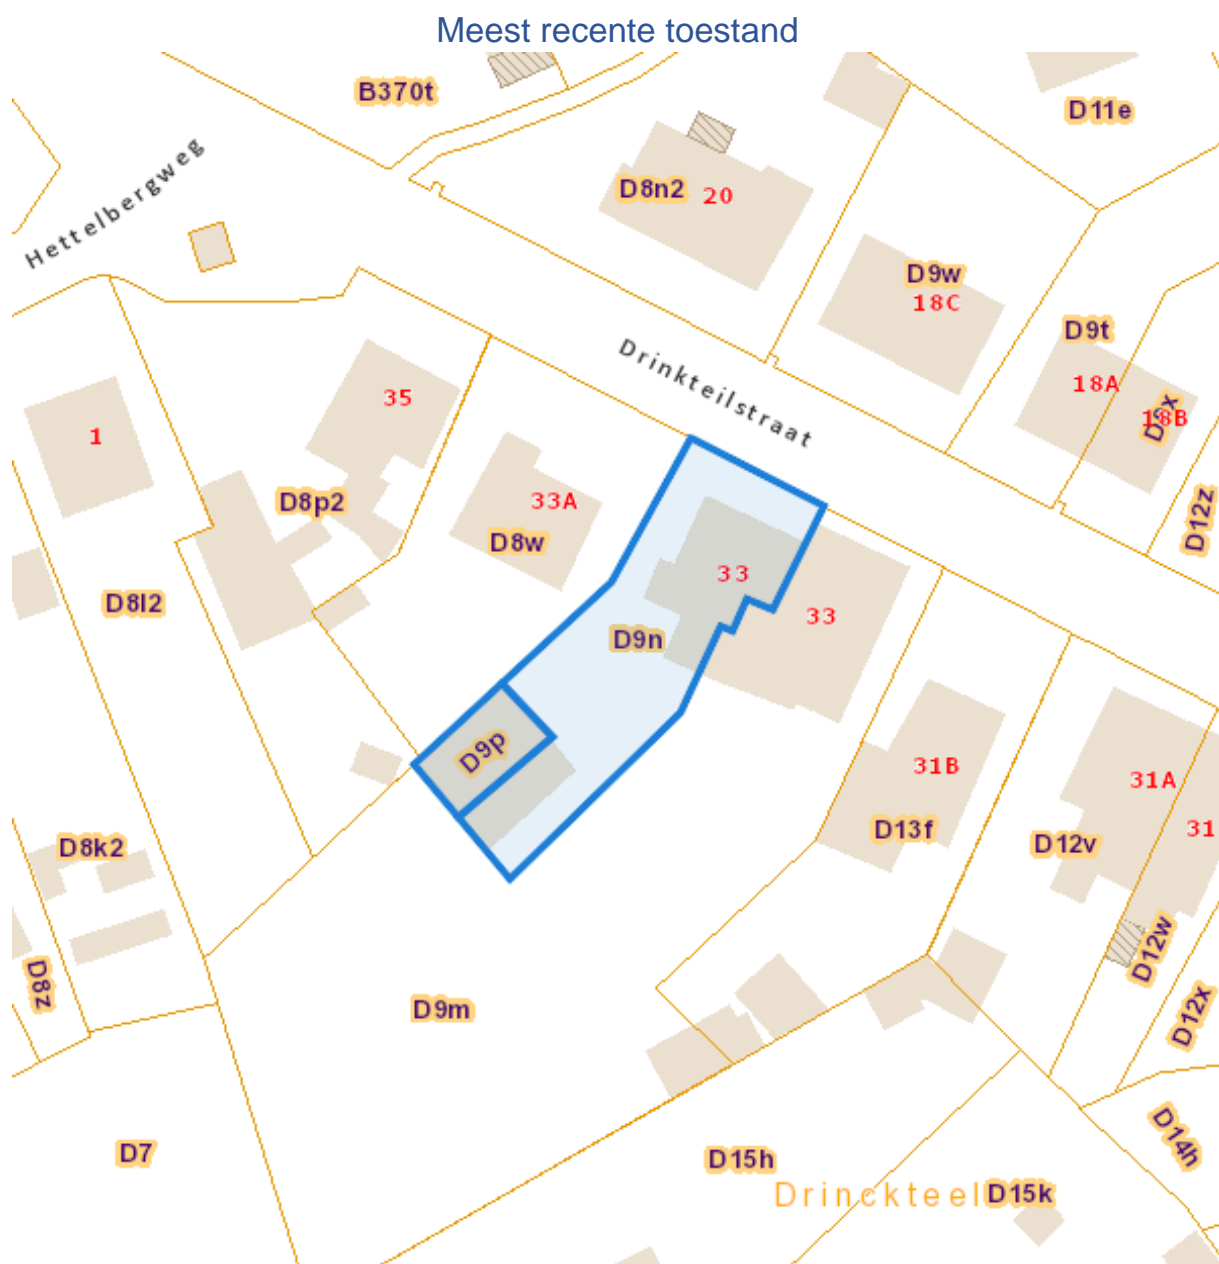 Meest recente toestand
B370t
D11e
Hettelbergweg
D8n2
20
D9w
18C
D9t
Drinkteilstraat
18A
35
18B
1
D8p2
33A
D12z
D8w
33
D8l2
33
D9n
D9p
31B
31A
D13f
31
D12v
D8k2
D12w
D8z
D9m
D12x
D14h
D7
D15h
Drinckteel
D15k